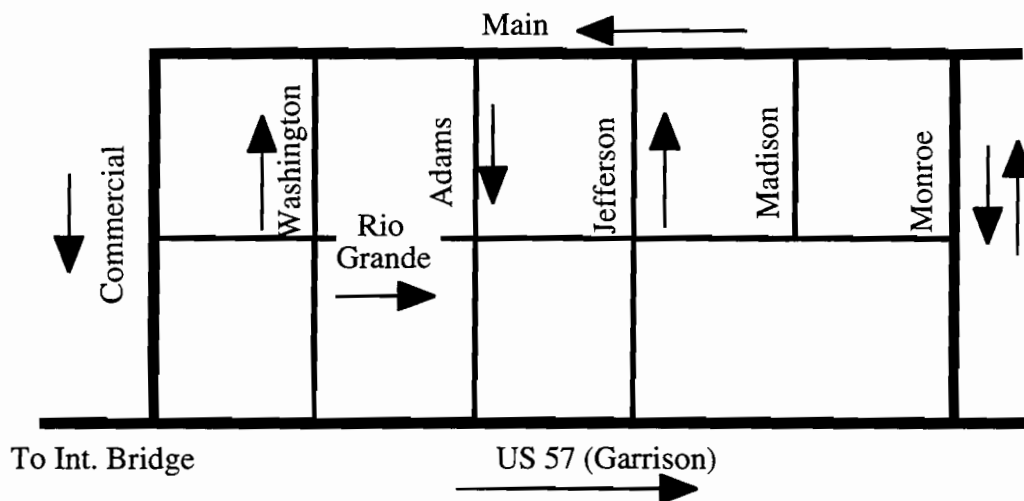 Main
Commercial
Washington
Adams
Jefferson
Madison
Monroe
Rio
Grande
To Int. Bridge
US 57 (Garrison)